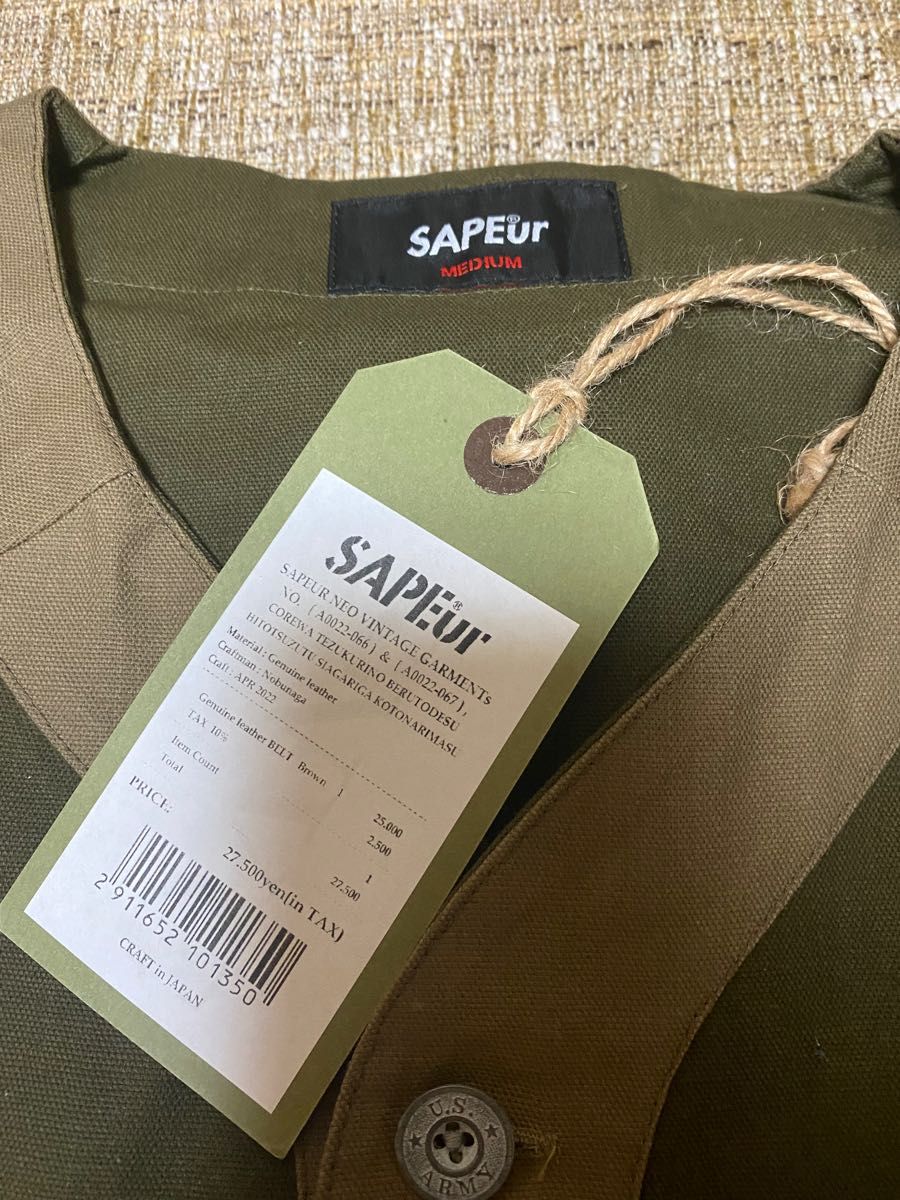 SAPEur®
MEDIUM
SAPEur®
SAPEUR NEO VINTAGE GARMENTs
NO. [A0022-066] & [A0022-067],
COREWA TEZUKURINO BERUTODESU
HITOTSUZUTU SIAGARIGA KOTONARIMASU
Material : Genuine leather
Craftman : Nobunaga
Craft : APR 2022
Genuine leather BELT Brown 1 25,000
TAX 10% 2,500
Item Count 1
Total 27,500
PRICE: 27.500yen(in TAX)
2 911652 101350
CRAFT in JAPAN
U.S.
ARMY